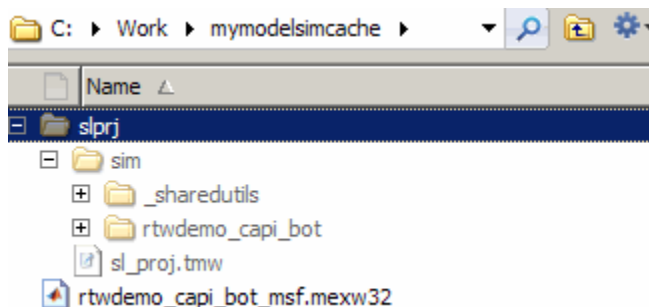 C: Work mymodelsimcache
Name
slprj
sim
_sharedutils
rtwdemo_capi_bot
sl_proj.tmw
rtwdemo_capi_bot_msf.mexw32